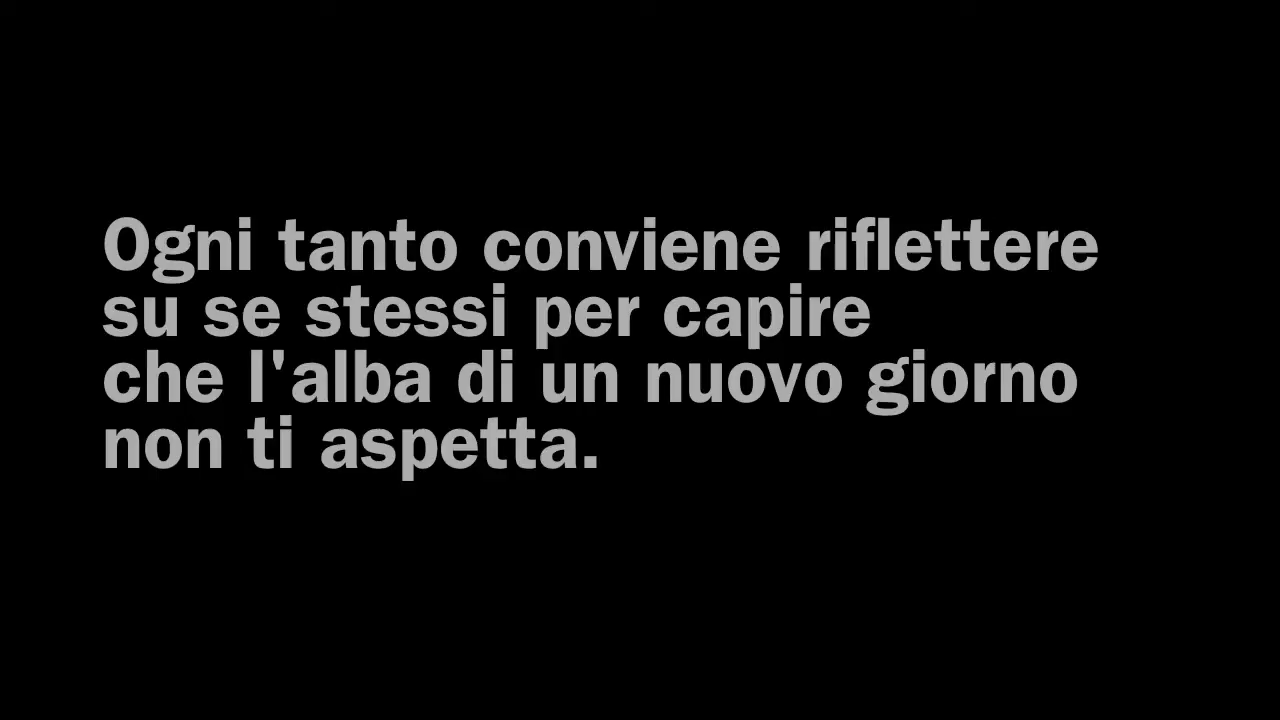 Ogni tanto conviene riflettere
su se stessi per capire
che l'alba di un nuovo giorno
non ti aspetta.